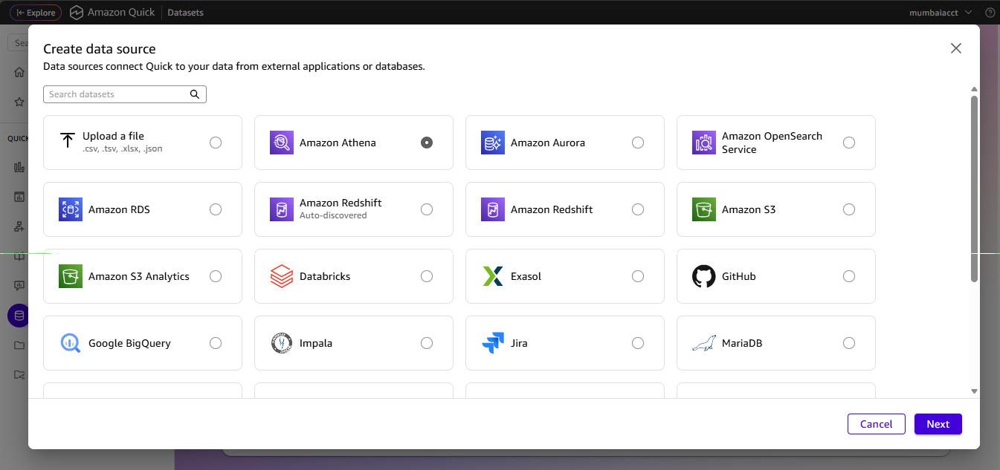 Explore
Amazon Quick
Datasets
mumbaiacct
Sea
QUICK
Create data source
Data sources connect Quick to your data from external applications or databases.
Search datasets
Upload a file
.csv, .tsv, .xlsx, .json
Amazon Athena
Amazon Aurora
Amazon OpenSearch
Service
Amazon RDS
Amazon Redshift
Auto-discovered
Amazon Redshift
Amazon S3
Amazon S3 Analytics
Databricks
Exasol
GitHub
Google BigQuery
Impala
Jira
MariaDB
Cancel
Next